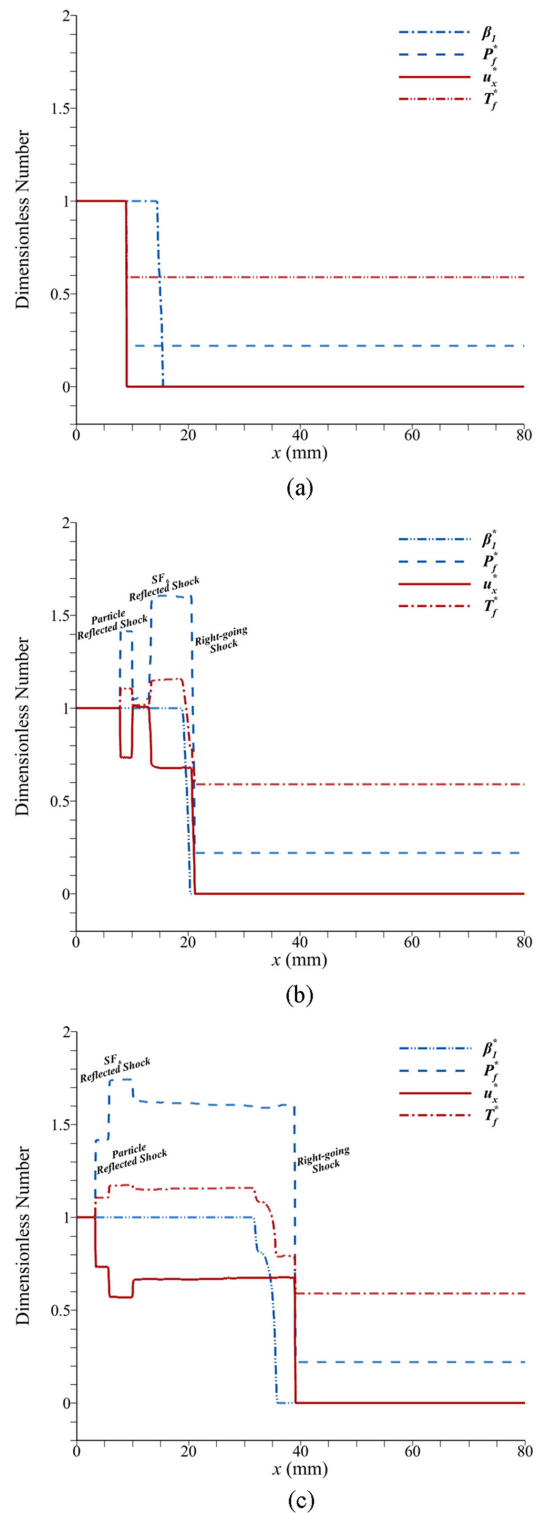 2
β₁
P*f
u*x
T*f
1.5
1
0.5
0
Dimensionless Number
0 20 40 60 80
x (mm)
(a)
2
β*₁
P*f
u*x
T*f
SF6
Reflected Shock
Particle
Reflected Shock
Right-going
Shock
1.5
1
0.5
0
Dimensionless Number
0 20 40 60 80
x (mm)
(b)
2
β*₁
P*f
u*x
T*f
SF6
Reflected Shock
Particle
Reflected Shock
Right-going
Shock
1.5
1
0.5
0
Dimensionless Number
0 20 40 60 80
x (mm)
(c)